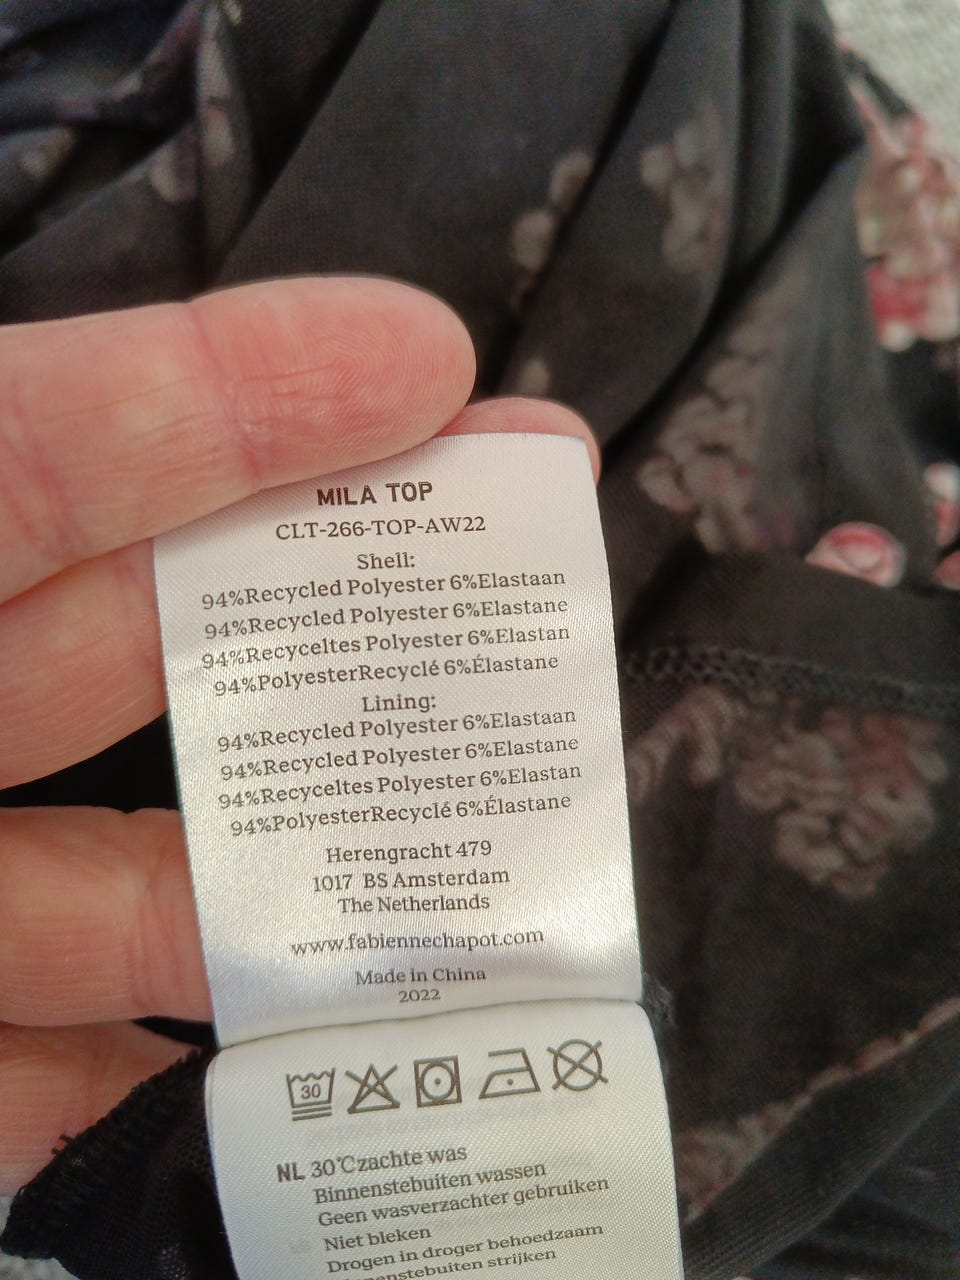 MILA TOP
CLT-266-TOP-AW22
Shell:
94%Recycled Polyester 6%Elastaan
94%Recycled Polyester 6%Elastane
94%Recyceltes Polyester 6%Elastan
94%PolyesterRecyclé 6%Élastane
Lining:
94%Recycled Polyester 6%Elastaan
94%Recycled Polyester 6%Elastane
94%Recyceltes Polyester 6%Elastan
94%PolyesterRecyclé 6%Élastane
Herengracht 479
1017 BS Amsterdam
The Netherlands
www.fabiennechapot.com
Made in China
2022
30
NL 30°C zachte was
Binnenstebuiten wassen
Geen wasverzachter gebruiken
Niet bleken
Drogen in droger behoedzaam
strijken